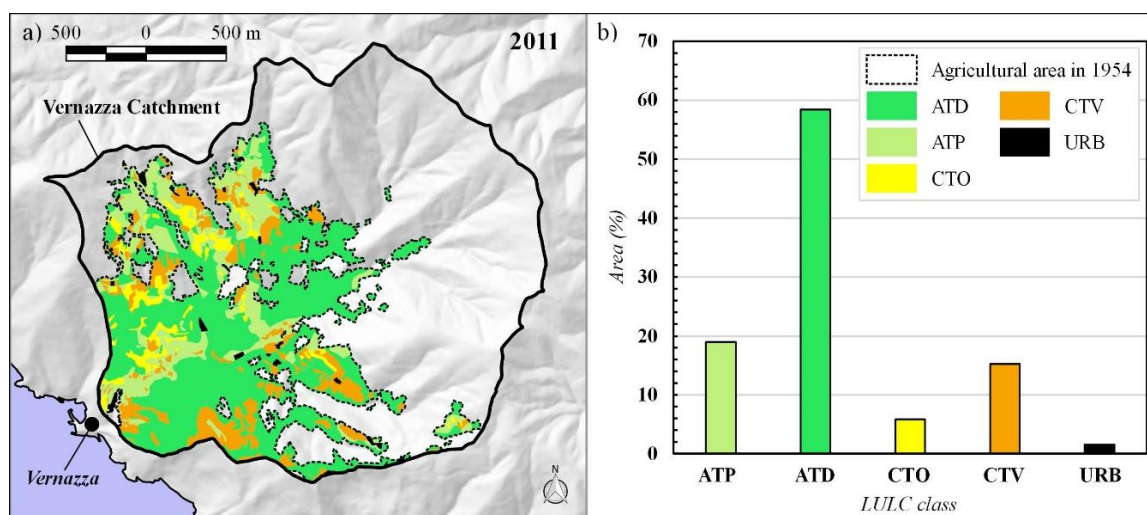 a)
500 0 500 m
2011
Vernazza Catchment
Vernazza
N
b)
70
60
50
40
30
20
10
0
Area (%)
Agricultural area in 1954
ATD
CTV
ATP
URB
CTO
ATP ATD CTO CTV URB
LULC class